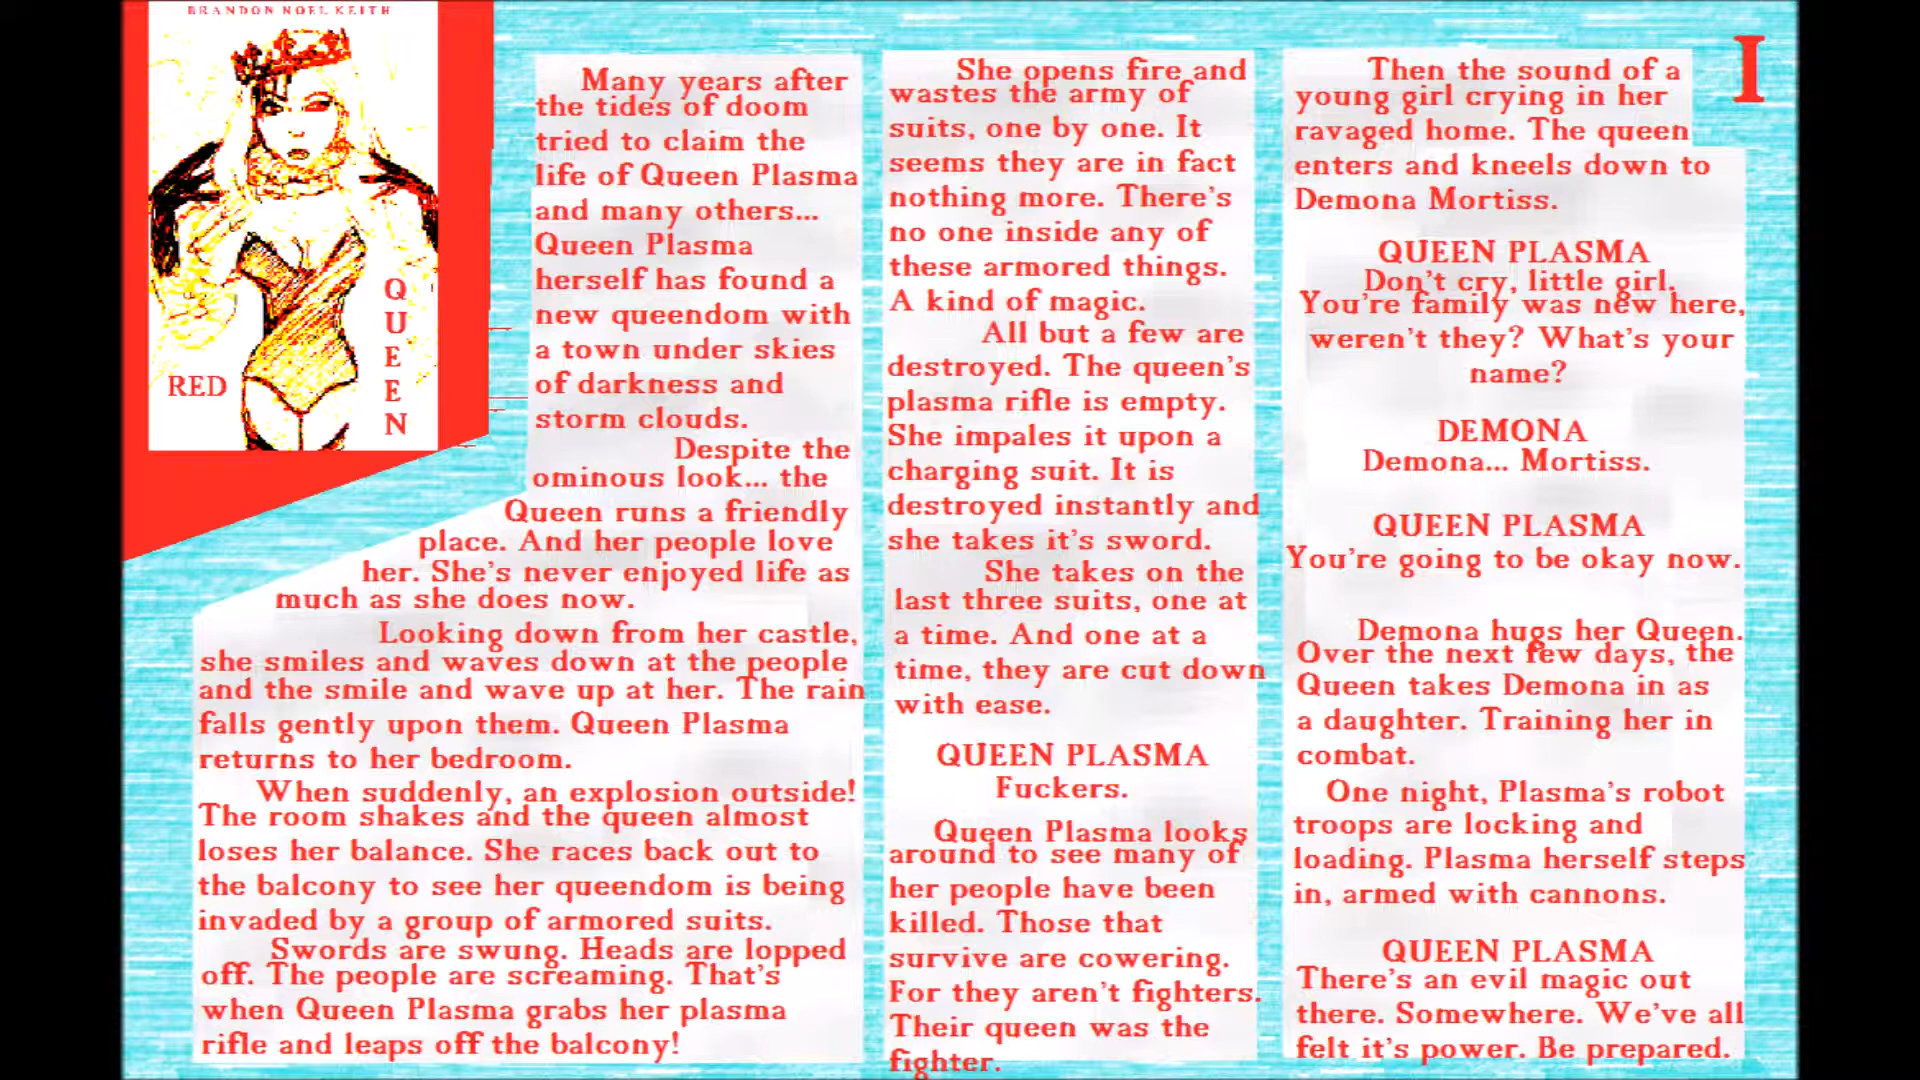 BRANDON NOEL KEITH
RED
QUEEN
I
Many years after
the tides of doom
tried to claim the
life of Queen Plasma
and many others...
Queen Plasma
herself has found a
new queendom with
a town under skies
of darkness and
storm clouds.
Despite the
ominous look... the
Queen runs a friendly
place. And her people love
her. She's never enjoyed life as
much as she does now.
Looking down from her castle,
she smiles and waves down at the people
and the smile and wave up at her. The rain
falls gently upon them. Queen Plasma
returns to her bedroom.
When suddenly, an explosion outside!
The room shakes and the queen almost
loses her balance. She races back out to
the balcony to see her queendom is being
invaded by a group of armored suits.
Swords are swung. Heads are lopped
off. The people are screaming. That's
when Queen Plasma grabs her plasma
rifle and leaps off the balcony!
She opens fire and
wastes the army of
suits, one by one. It
seems they are in fact
nothing more. There's
no one inside any of
these armored things.
A kind of magic.
All but a few are
destroyed. The queen's
plasma rifle is empty.
She impales it upon a
charging suit. It is
destroyed instantly and
she takes it's sword.
She takes on the
last three suits, one at
a time. And one at a
time, they are cut down
with ease.
QUEEN PLASMA
Fuckers.
Queen Plasma looks
around to see many of
her people have been
killed. Those that
survive are cowering.
For they aren't fighters.
Their queen was the
fighter.
Then the sound of a
young girl crying in her
ravaged home. The queen
enters and kneels down to
Demona Mortiss.
QUEEN PLASMA
Don't cry, little girl.
You're family was new here,
weren't they? What's your
name?
DEMONA
Demona... Mortiss.
QUEEN PLASMA
You're going to be okay now.
Demona hugs her Queen.
Over the next few days, the
Queen takes Demona in as
a daughter. Training her in
combat.
One night, Plasma's robot
troops are locking and
loading. Plasma herself steps
in, armed with cannons.
QUEEN PLASMA
There's an evil magic out
there. Somewhere. We've all
felt it's power. Be prepared.